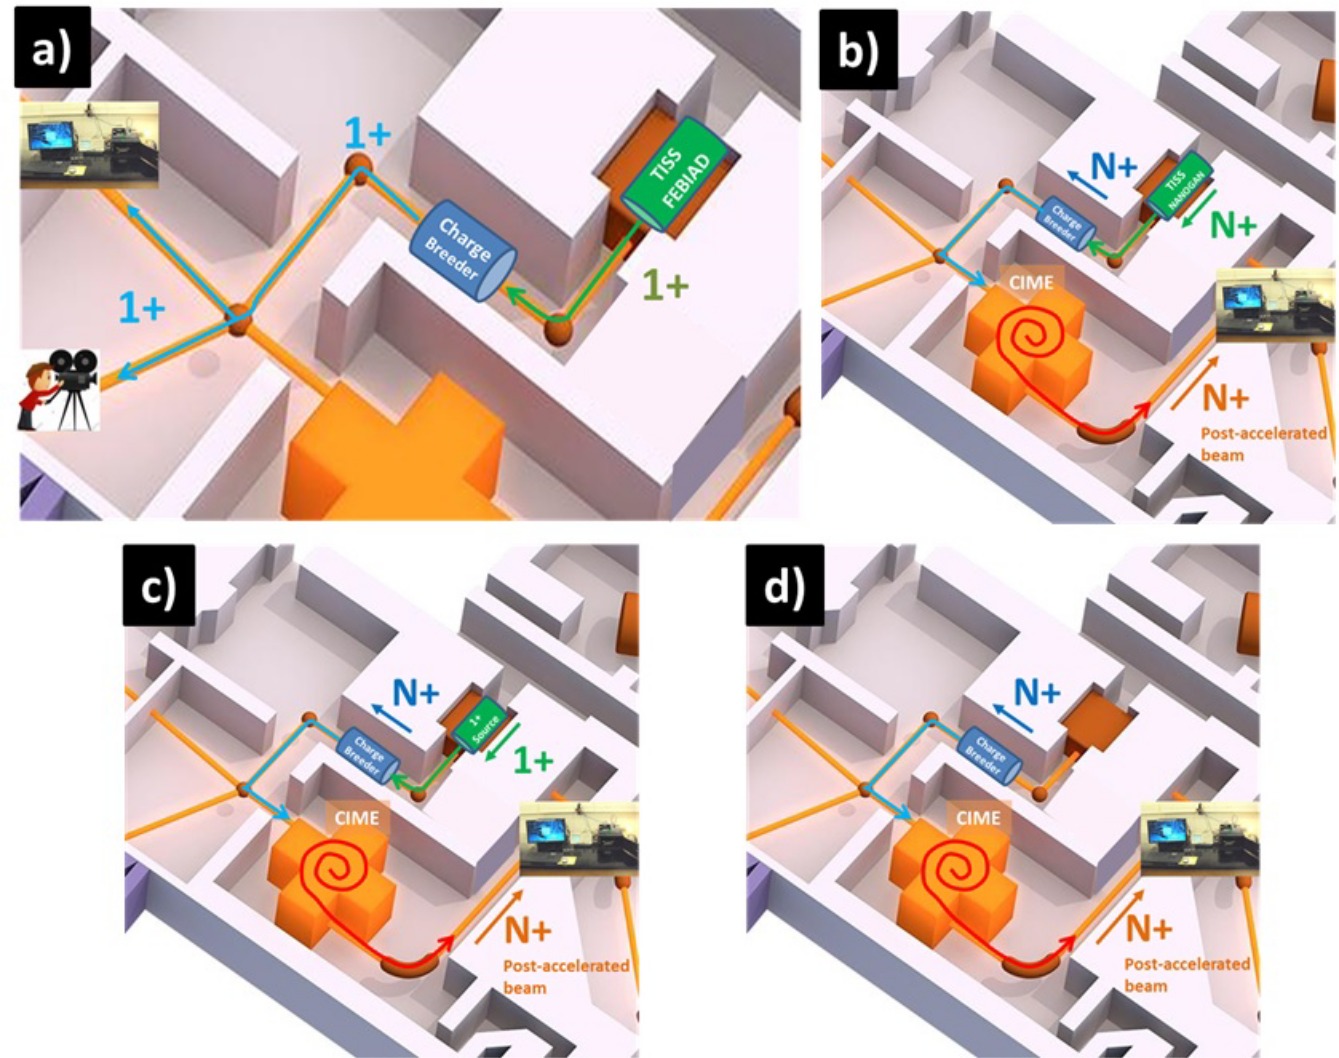 a)
1+
TISS
FEBIAD
Charge
Breeder
1+
1+
b)
N+
TISS
NANOGAN
Charge
Breeder
N+
CIME
N+
Post-accelerated
beam
c)
N+
1+
Source
Charge
Breeder
1+
CIME
N+
Post-accelerated
beam
d)
N+
Charge
Breeder
CIME
N+
Post-accelerated
beam